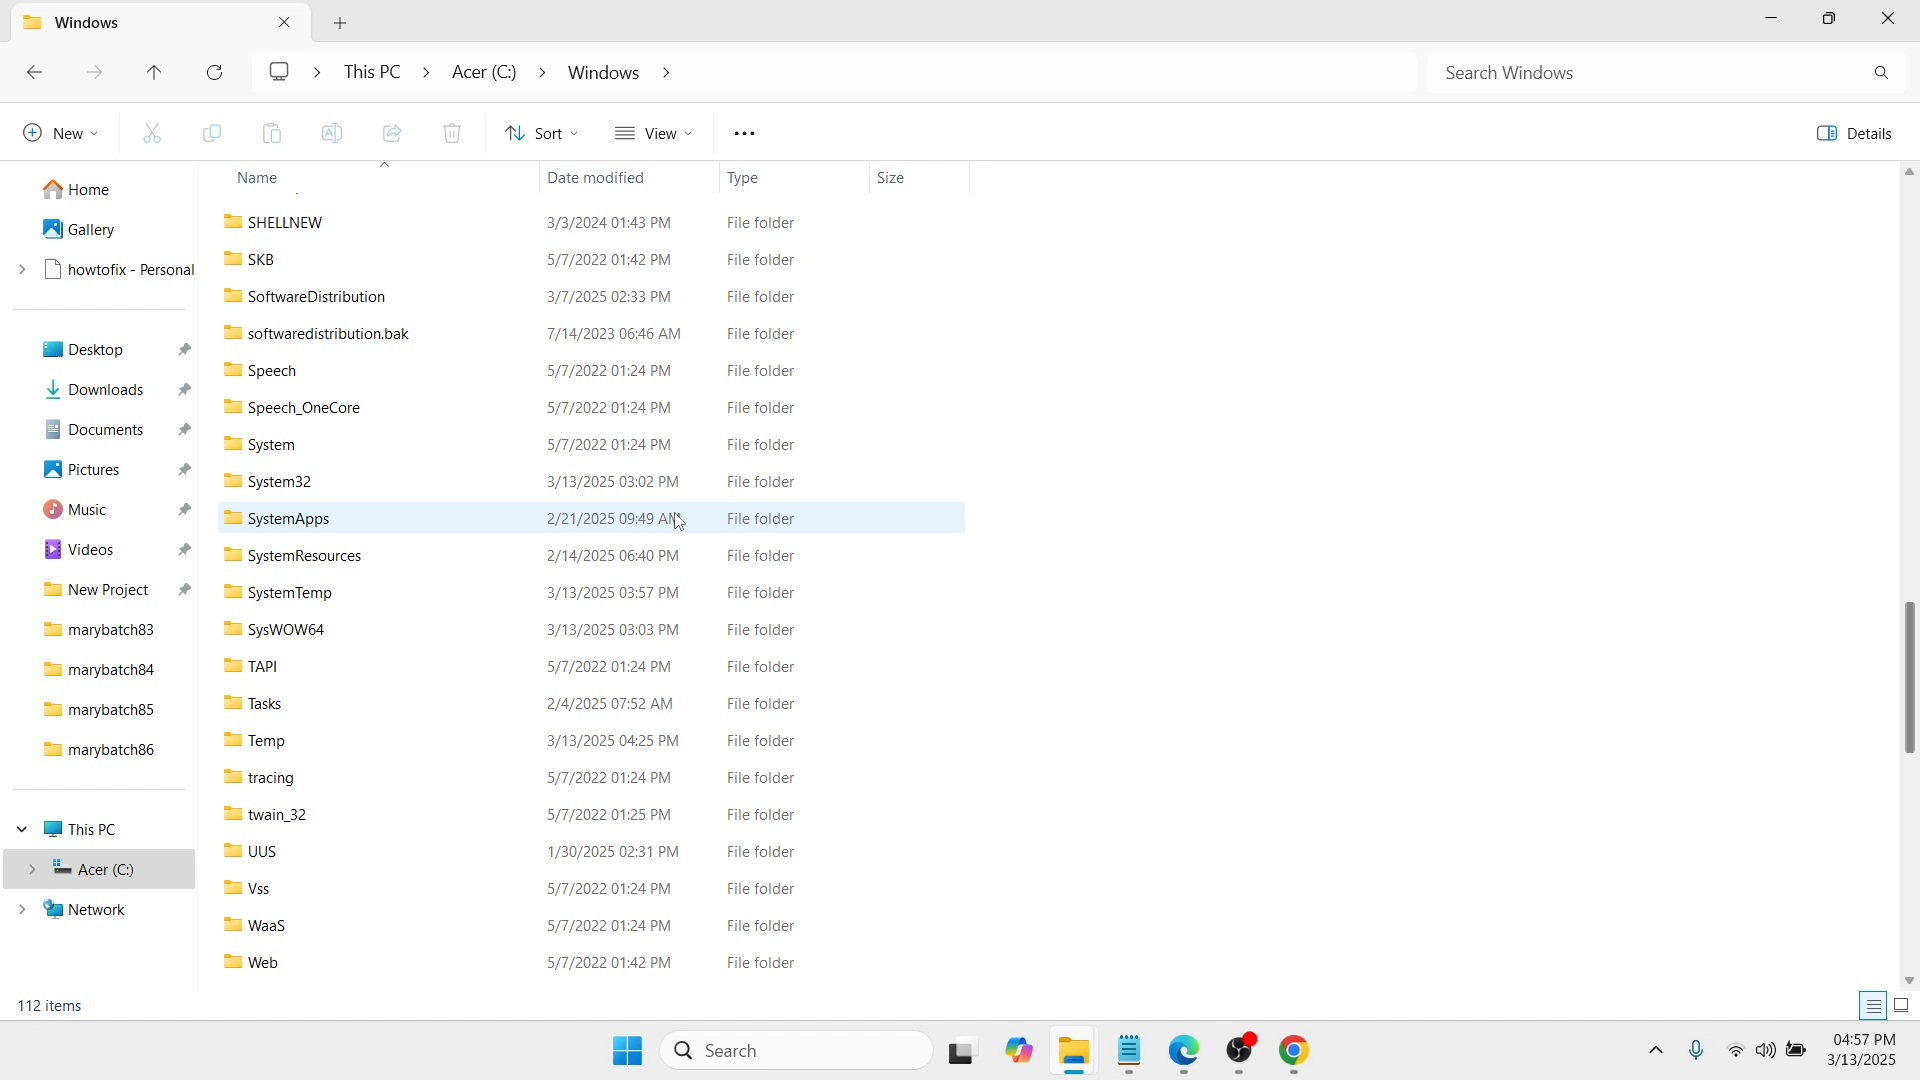 Windows
This PC > Acer (C:) > Windows >
Search Windows
New
Sort
View
Details
Home
Gallery
howtofix - Personal
Desktop
Downloads
Documents
Pictures
Music
Videos
New Project
marybatch83
marybatch84
marybatch85
marybatch86
This PC
Acer (C:)
Network
Name Date modified Type Size
SHELLNEW 3/3/2024 01:43 PM File folder
SKB 5/7/2022 01:42 PM File folder
SoftwareDistribution 3/7/2025 02:33 PM File folder
softwaredistribution.bak 7/14/2023 06:46 AM File folder
Speech 5/7/2022 01:24 PM File folder
Speech_OneCore 5/7/2022 01:24 PM File folder
System 5/7/2022 01:24 PM File folder
System32 3/13/2025 03:02 PM File folder
SystemApps 2/21/2025 09:49 AM File folder
SystemResources 2/14/2025 06:40 PM File folder
SystemTemp 3/13/2025 03:57 PM File folder
SysWOW64 3/13/2025 03:03 PM File folder
TAPI 5/7/2022 01:24 PM File folder
Tasks 2/4/2025 07:52 AM File folder
Temp 3/13/2025 04:25 PM File folder
tracing 5/7/2022 01:24 PM File folder
twain_32 5/7/2022 01:25 PM File folder
UUS 1/30/2025 02:31 PM File folder
Vss 5/7/2022 01:24 PM File folder
WaaS 5/7/2022 01:24 PM File folder
Web 5/7/2022 01:42 PM File folder
112 items
Search
04:57 PM
3/13/2025